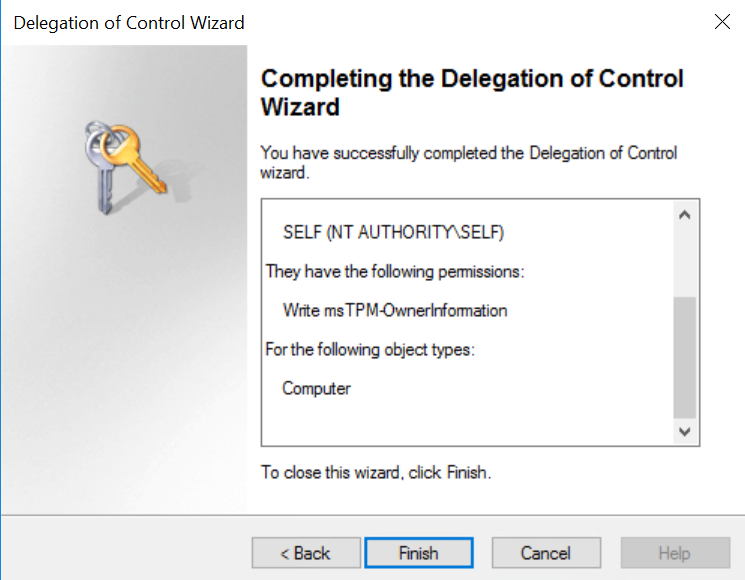 Delegation of Control Wizard
Completing the Delegation of Control
Wizard
You have successfully completed the Delegation of Control
wizard.
SELF (NT AUTHORITY\SELF)
They have the following permissions:
Write msTPM-OwnerInformation
For the following object types:
Computer
To close this wizard, click Finish.
< Back
Finish
Cancel
Help